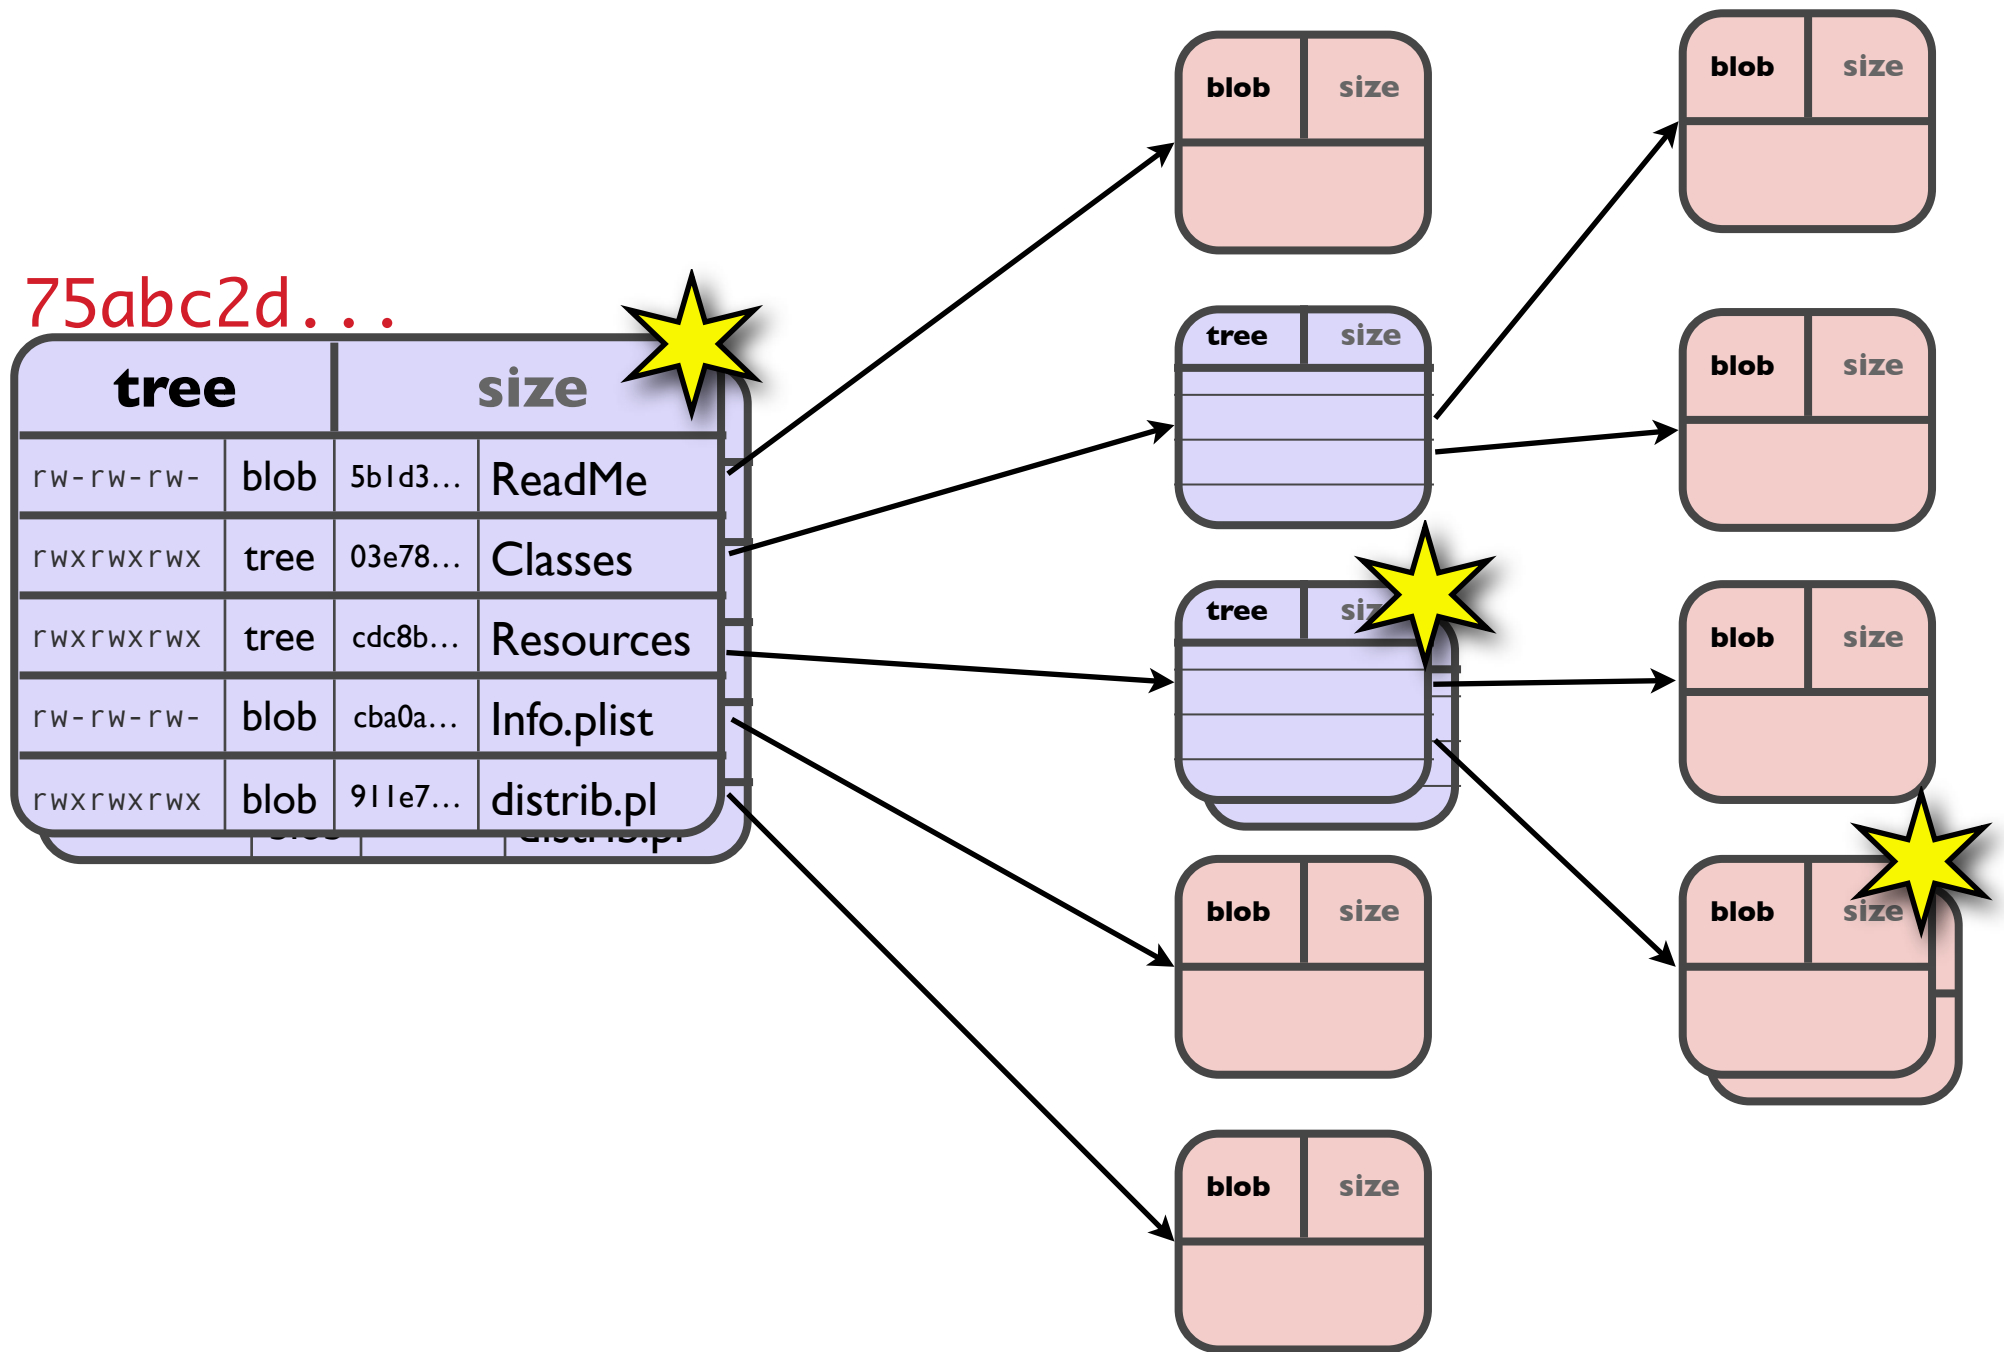 75abc2d...
tree size
rw-rw-rw- blob 5b1d3... ReadMe
rwxrwxrwx tree 03e78... Classes
rwxrwxrwx tree cdc8b... Resources
rw-rw-rw- blob cba0a... Info.plist
rwxrwxrwx blob 911e7... distrib.pl
blob distrib.pl
blob size
tree size
tree size
blob size
blob size
blob size
blob size
blob size
blob size